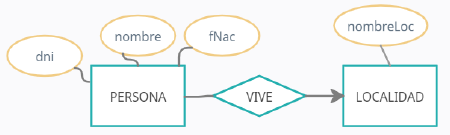 nombre
fNac
nombreLoc
dni
PERSONA
VIVE
LOCALIDAD